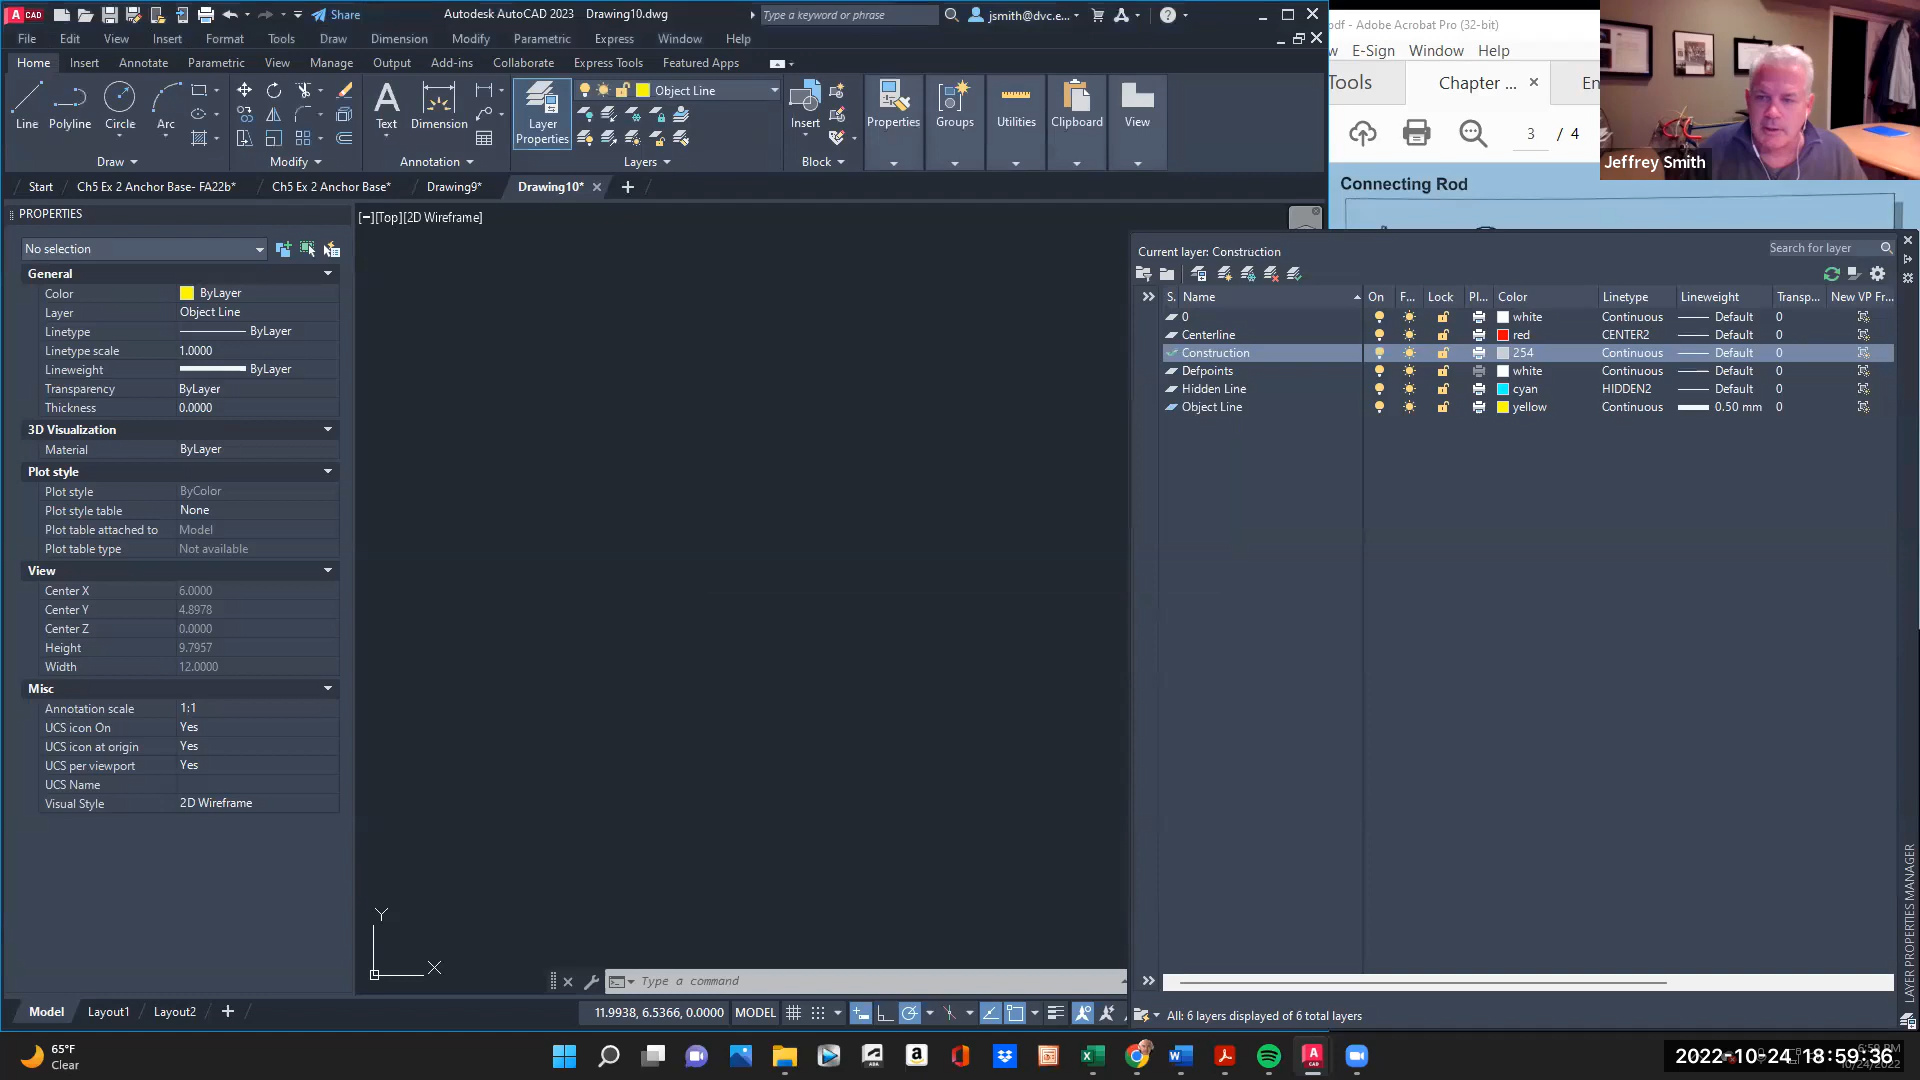 CAD
Share
Autodesk AutoCAD 2023 Drawing10.dwg
Type a keyword or phrase
jsmith@dvc.e...
File Edit View Insert Format Tools Draw Dimension Modify Parametric Express Window Help
Home Insert Annotate Parametric View Manage Output Add-ins Collaborate Express Tools Featured Apps
Line Polyline Circle Arc
Text Dimension
Layer Properties
Object Line
Insert
Properties Groups Utilities Clipboard View
Draw Modify Annotation Layers Block
Start Ch5 Ex 2 Anchor Base- FA22b* Ch5 Ex 2 Anchor Base* Drawing9* Drawing10*
pdf - Adobe Acrobat Pro (32-bit)
E-Sign Window Help
Tools Chapter ...
3 / 4
Connecting Rod
Jeffrey Smith
PROPERTIES
No selection
General
Color ByLayer
Layer Object Line
Linetype ByLayer
Linetype scale 1.0000
Lineweight ByLayer
Transparency ByLayer
Thickness 0.0000
3D Visualization
Material ByLayer
Plot style
Plot style ByColor
Plot style table None
Plot table attached to Model
Plot table type Not available
View
Center X 6.0000
Center Y 4.8978
Center Z 0.0000
Height 9.7957
Width 12.0000
Misc
Annotation scale 1:1
UCS icon On Yes
UCS icon at origin Yes
UCS per viewport Yes
UCS Name
Visual Style 2D Wireframe
[−][Top][2D Wireframe]
Y
X
Type a command
Current layer: Construction
Search for layer
S. Name On F... Lock Pl... Color Linetype Lineweight Transp... New VP Fr...
0 white Continuous Default 0
Centerline red CENTER2 Default 0
Construction 254 Continuous Default 0
Defpoints white Continuous Default 0
Hidden Line cyan HIDDEN2 Default 0
Object Line yellow Continuous 0.50 mm 0
LAYER PROPERTIES MANAGER
All: 6 layers displayed of 6 total layers
Model Layout1 Layout2
11.9938, 6.5366, 0.0000 MODEL
65°F
Clear
2022-10-24 18:59:36